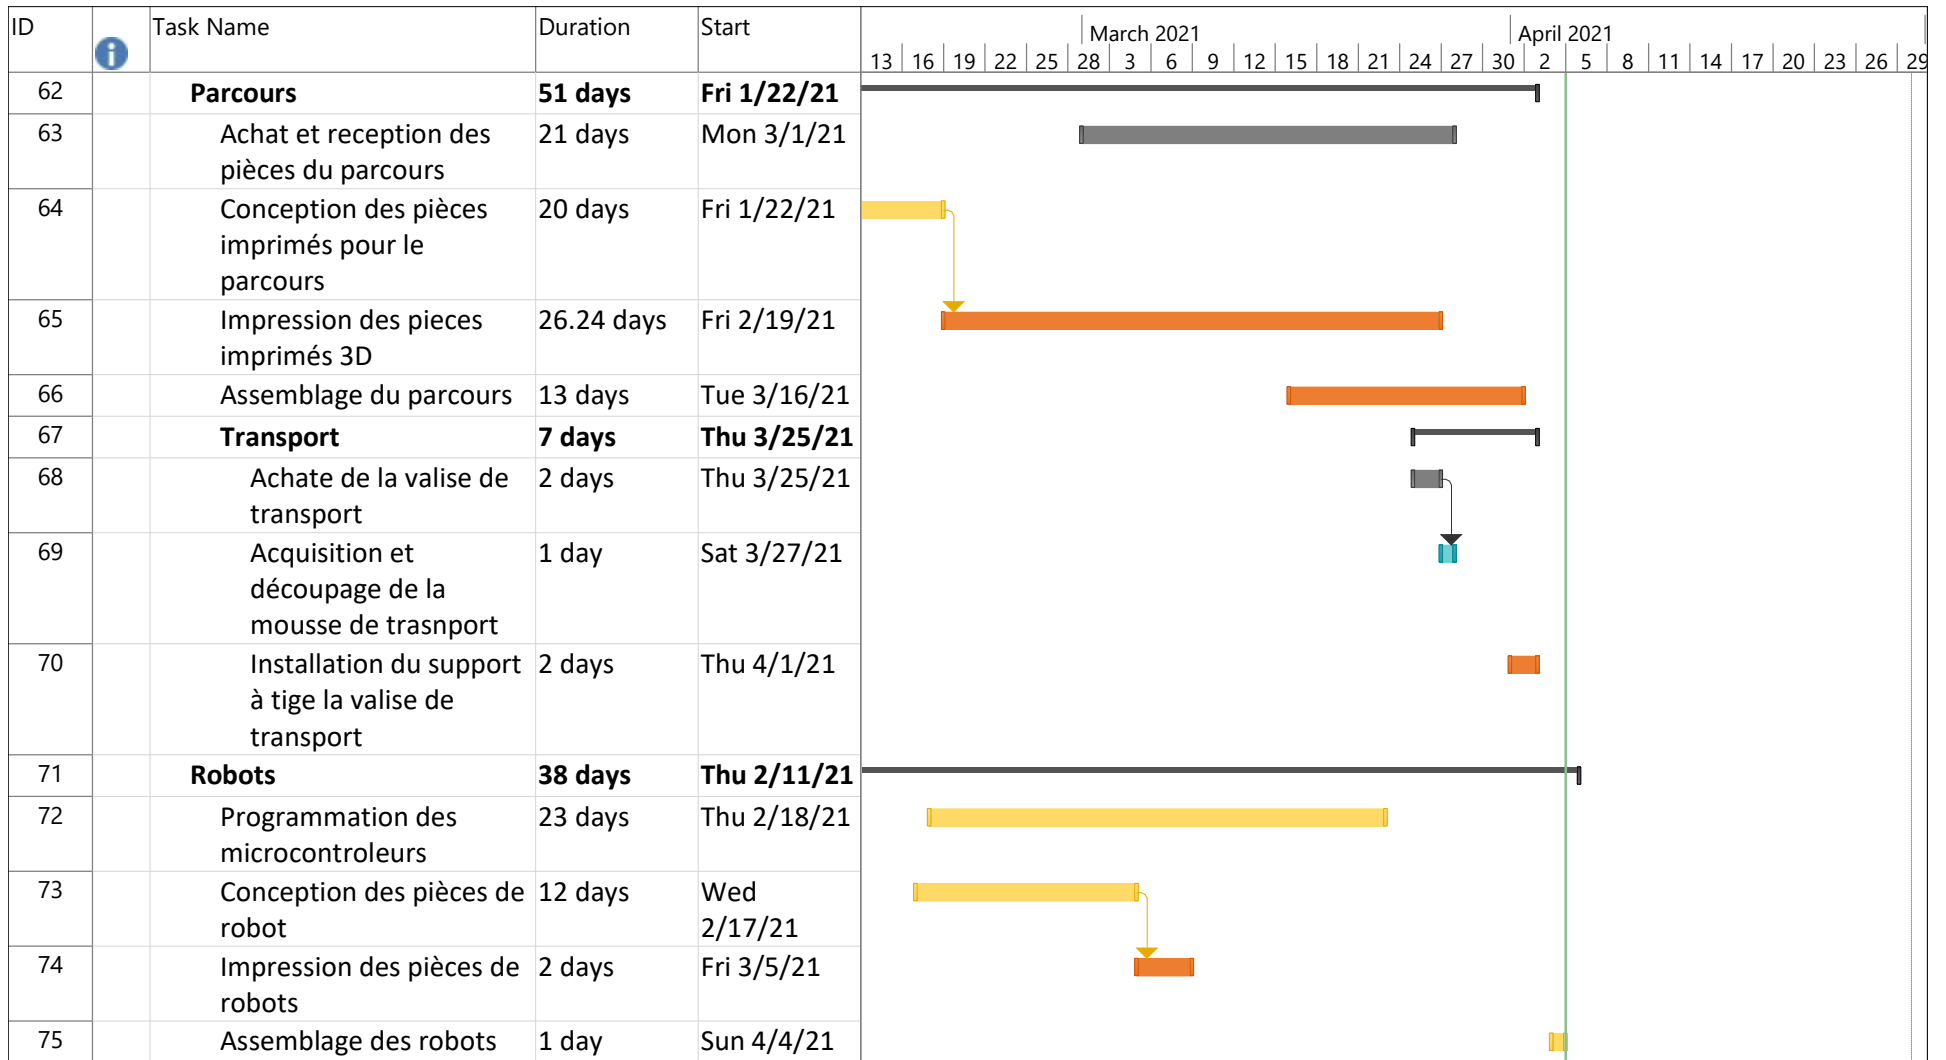 ID Task Name Duration Start March 2021 April 2021
13 16 19 22 25 28 3 6 9 12 15 18 21 24 27 30 2 5 8 11 14 17 20 23 26 29
62 Parcours 51 days Fri 1/22/21
63 Achat et reception des 21 days Mon 3/1/21
pièces du parcours
64 Conception des pièces 20 days Fri 1/22/21
imprimés pour le
parcours
65 Impression des pieces 26.24 days Fri 2/19/21
imprimés 3D
66 Assemblage du parcours 13 days Tue 3/16/21
67 Transport 7 days Thu 3/25/21
68 Achate de la valise de 2 days Thu 3/25/21
transport
69 Acquisition et 1 day Sat 3/27/21
découpage de la
mousse de trasnport
70 Installation du support 2 days Thu 4/1/21
à tige la valise de
transport
71 Robots 38 days Thu 2/11/21
72 Programmation des 23 days Thu 2/18/21
microcontroleurs
73 Conception des pièces de 12 days Wed
robot 2/17/21
74 Impression des pièces de 2 days Fri 3/5/21
robots
75 Assemblage des robots 1 day Sun 4/4/21